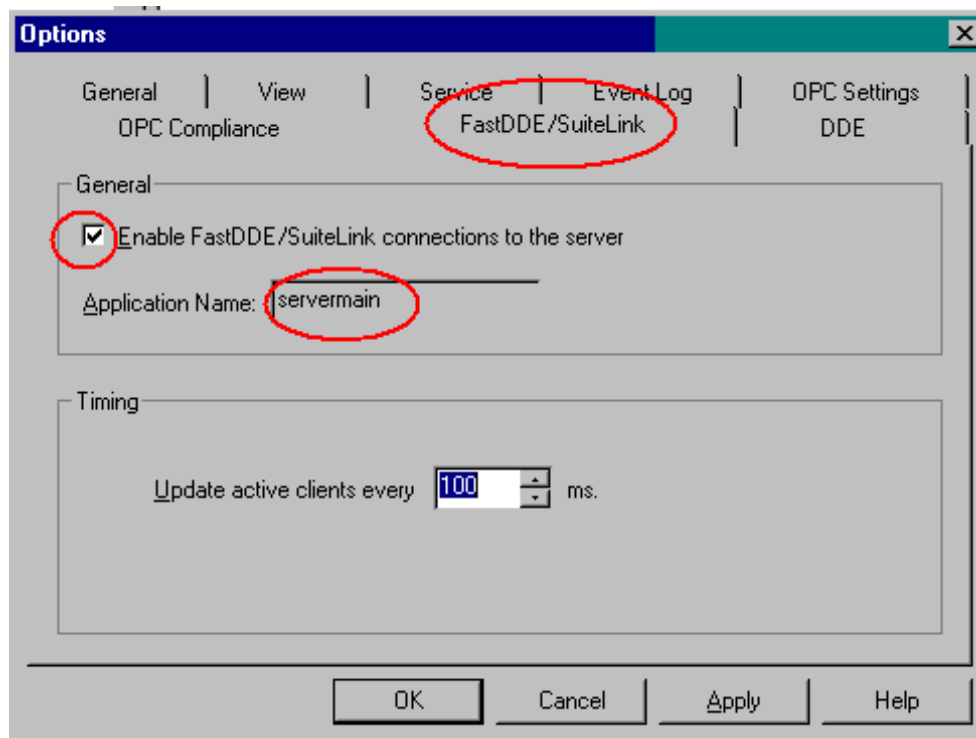 Options
General View Service Event Log OPC Settings
OPC Compliance FastDDE/SuiteLink DDE
General
Enable FastDDE/SuiteLink connections to the server
Application Name: servermain
Timing
Update active clients every 100 ms.
OK Cancel Apply Help